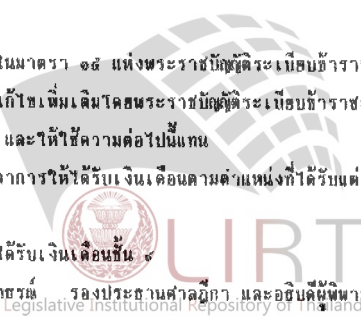 ในมาตรา ๑๕ แห่งพระราชบัญญัติระเบียบข้ารา
แก้ไขเพิ่มเติมโดยพระราชบัญญัติระเบียบข้าราช
และให้ใช้ความต่อไปนี้แทน
าการให้ได้รับเงินเดือนตามตำแหน่งที่ได้รับแต่
LIRT
ได้รับเงินเดือนชั้น
ทธรณ์ รองประธานศาลฎีกา และอธิบดีผู้พิพา
Legislative Institutional Repository of Thailand